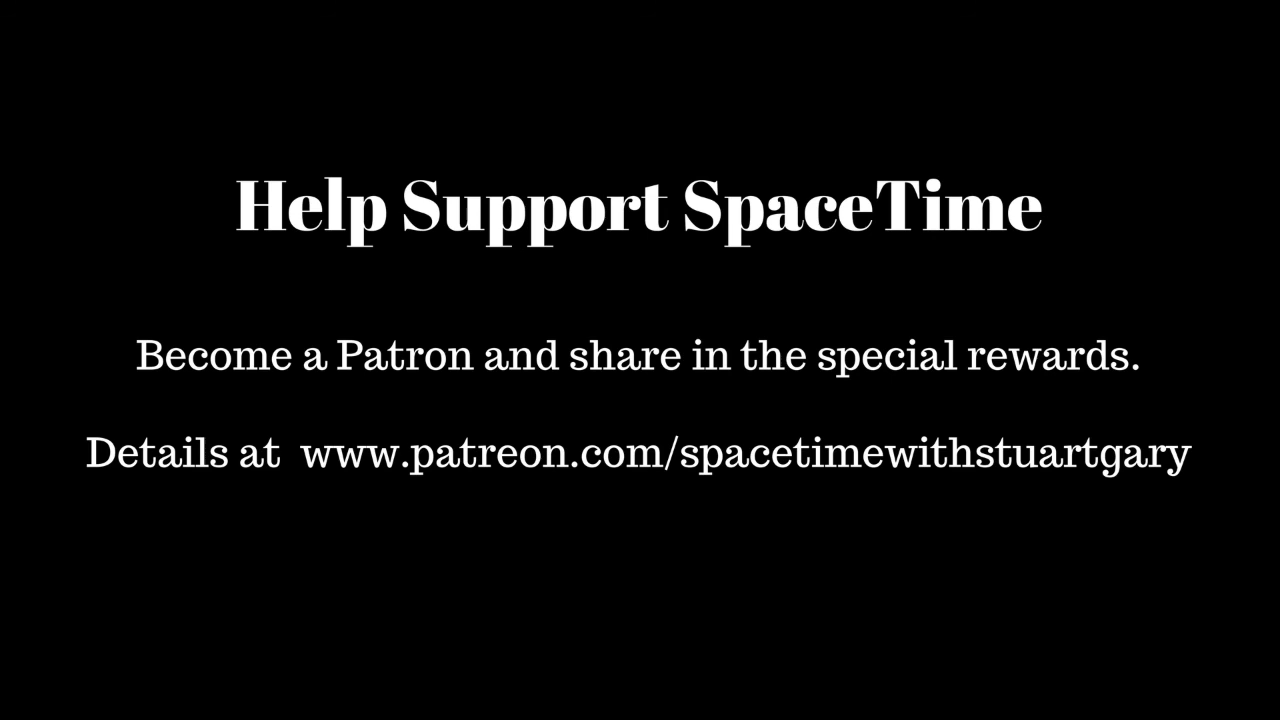 Help Support SpaceTime
Become a Patron and share in the special rewards.
Details at  www.patreon.com/spacetimewithstuartgary